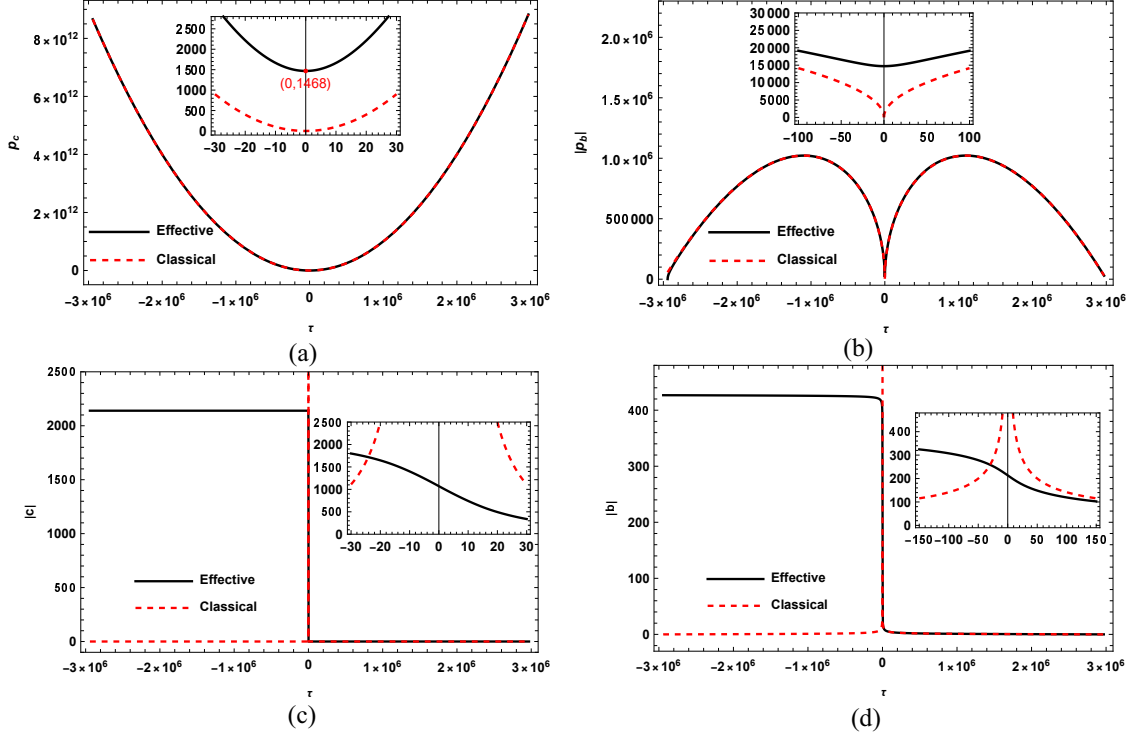 p_c
8. × 10^12
6. × 10^12
4. × 10^12
2. × 10^12
0
2500
2000
1500
1000
500
0
(0,1468)
−30 −20 −10 0 10 20 30
Effective
Classical
−3 × 10^6 −2 × 10^6 −1 × 10^6 0 1 × 10^6 2 × 10^6 3 × 10^6
τ
(a)
|p_b|
2.0 × 10^6
1.5 × 10^6
1.0 × 10^6
500 000
0
30 000
25 000
20 000
15 000
10 000
5000
0
−100 −50 0 50 100
Effective
Classical
−3 × 10^6 −2 × 10^6 −1 × 10^6 0 1 × 10^6 2 × 10^6 3 × 10^6
τ
(b)
|c|
2500
2000
1500
1000
500
0
2500
2000
1500
1000
500
0
−30 −20 −10 0 10 20 30
Effective
Classical
−3 × 10^6 −2 × 10^6 −1 × 10^6 0 1 × 10^6 2 × 10^6 3 × 10^6
τ
(c)
|b|
400
200
0
400
300
200
100
0
−150 −100 −50 0 50 100 150
Effective
Classical
−3 × 10^6 −2 × 10^6 −1 × 10^6 0 1 × 10^6 2 × 10^6 3 × 10^6
τ
(d)